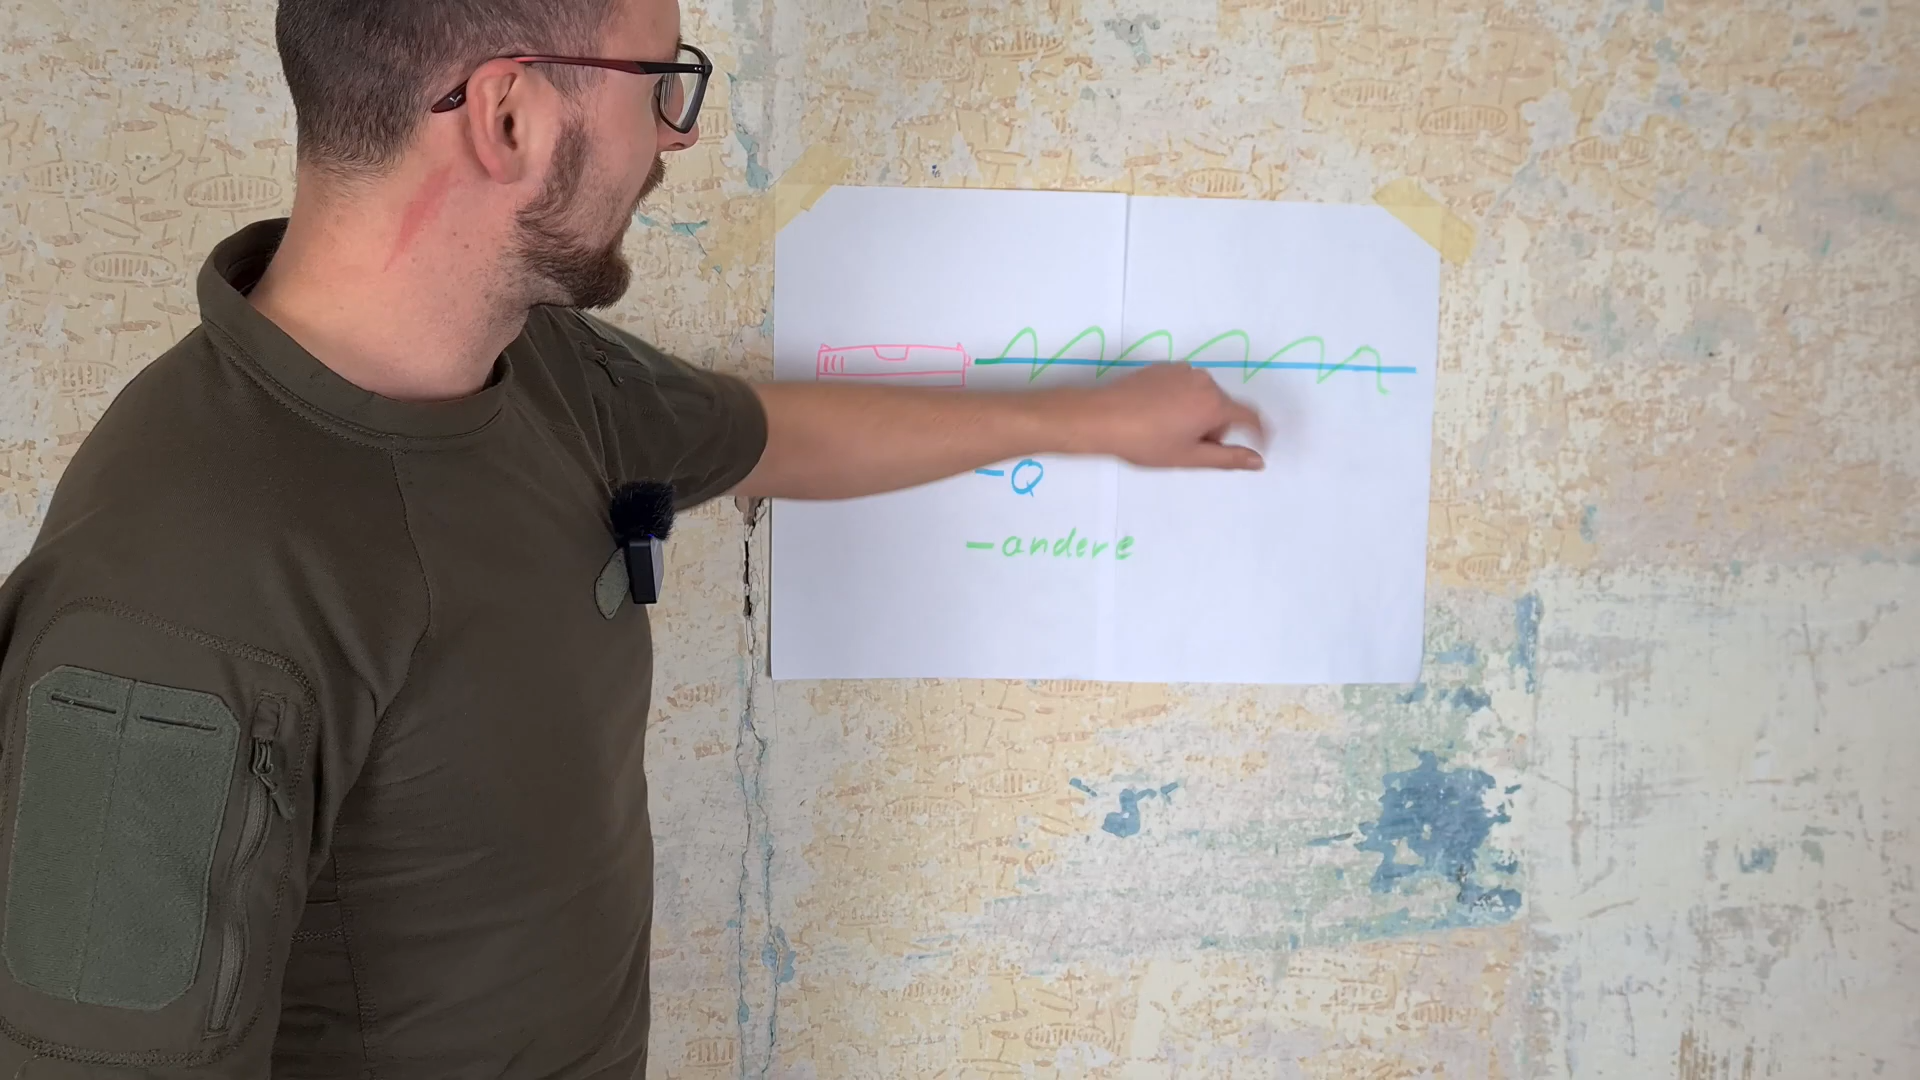 – Q
– andere